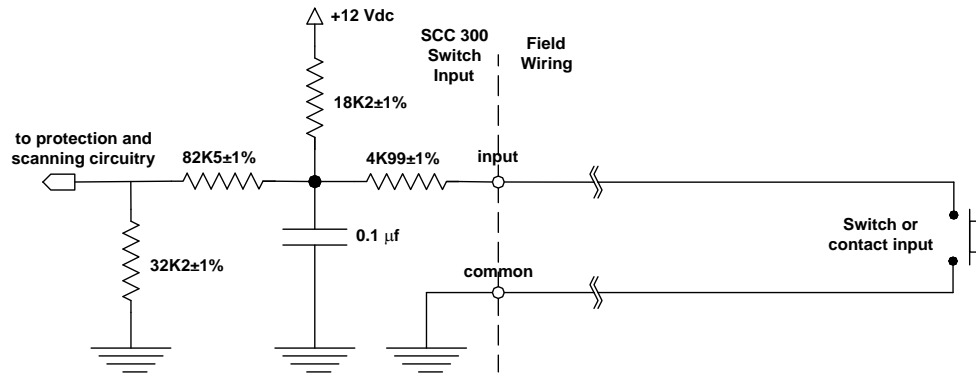 +12 Vdc
SCC 300
Switch
Input
Field
Wiring
18K2±1%
to protection and
scanning circuitry
82K5±1%
4K99±1%
input
0.1 μf
Switch or
contact input
32K2±1%
common